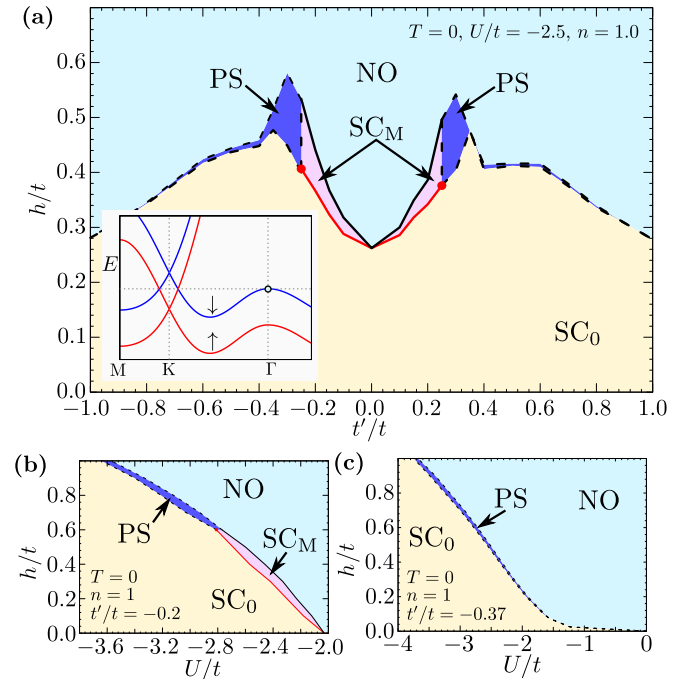 (a)
T = 0, U/t = −2.5, n = 1.0
0.6
0.5
0.4
0.3
0.2
0.1
0.0
h/t
PS
NO
PS
SC_M
SC_0
E
↓
↑
M K Γ
−1.0 −0.8 −0.6 −0.4 −0.2 0.0 0.2 0.4 0.6 0.8 1.0
t′/t
(b)
0.8
0.6
0.4
0.2
0.0
h/t
NO
PS
SC_M
SC_0
T = 0
n = 1
t′/t = −0.2
−3.6 −3.2 −2.8 −2.4 −2.0
U/t
(c)
0.8
0.6
0.4
0.2
0.0
h/t
PS
NO
SC_0
T = 0
n = 1
t′/t = −0.37
−4 −3 −2 −1 0
U/t